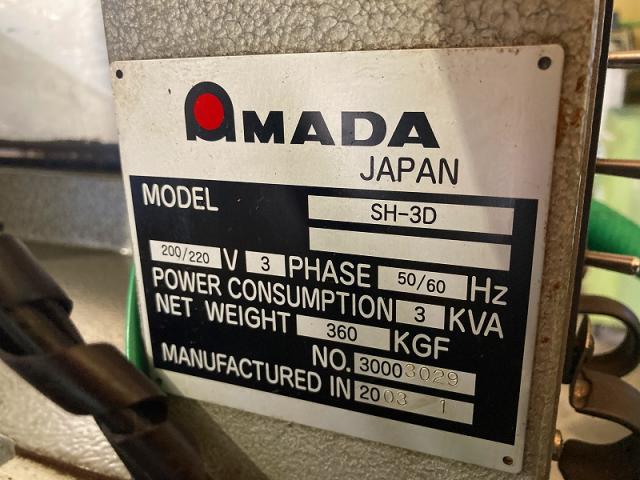 AMADA
JAPAN
MODEL SH-3D
200/220 V 3 PHASE 50/60 Hz
POWER CONSUMPTION 3 KVA
NET WEIGHT 360 KGF
NO. 30003029
MANUFACTURED IN 2003 1